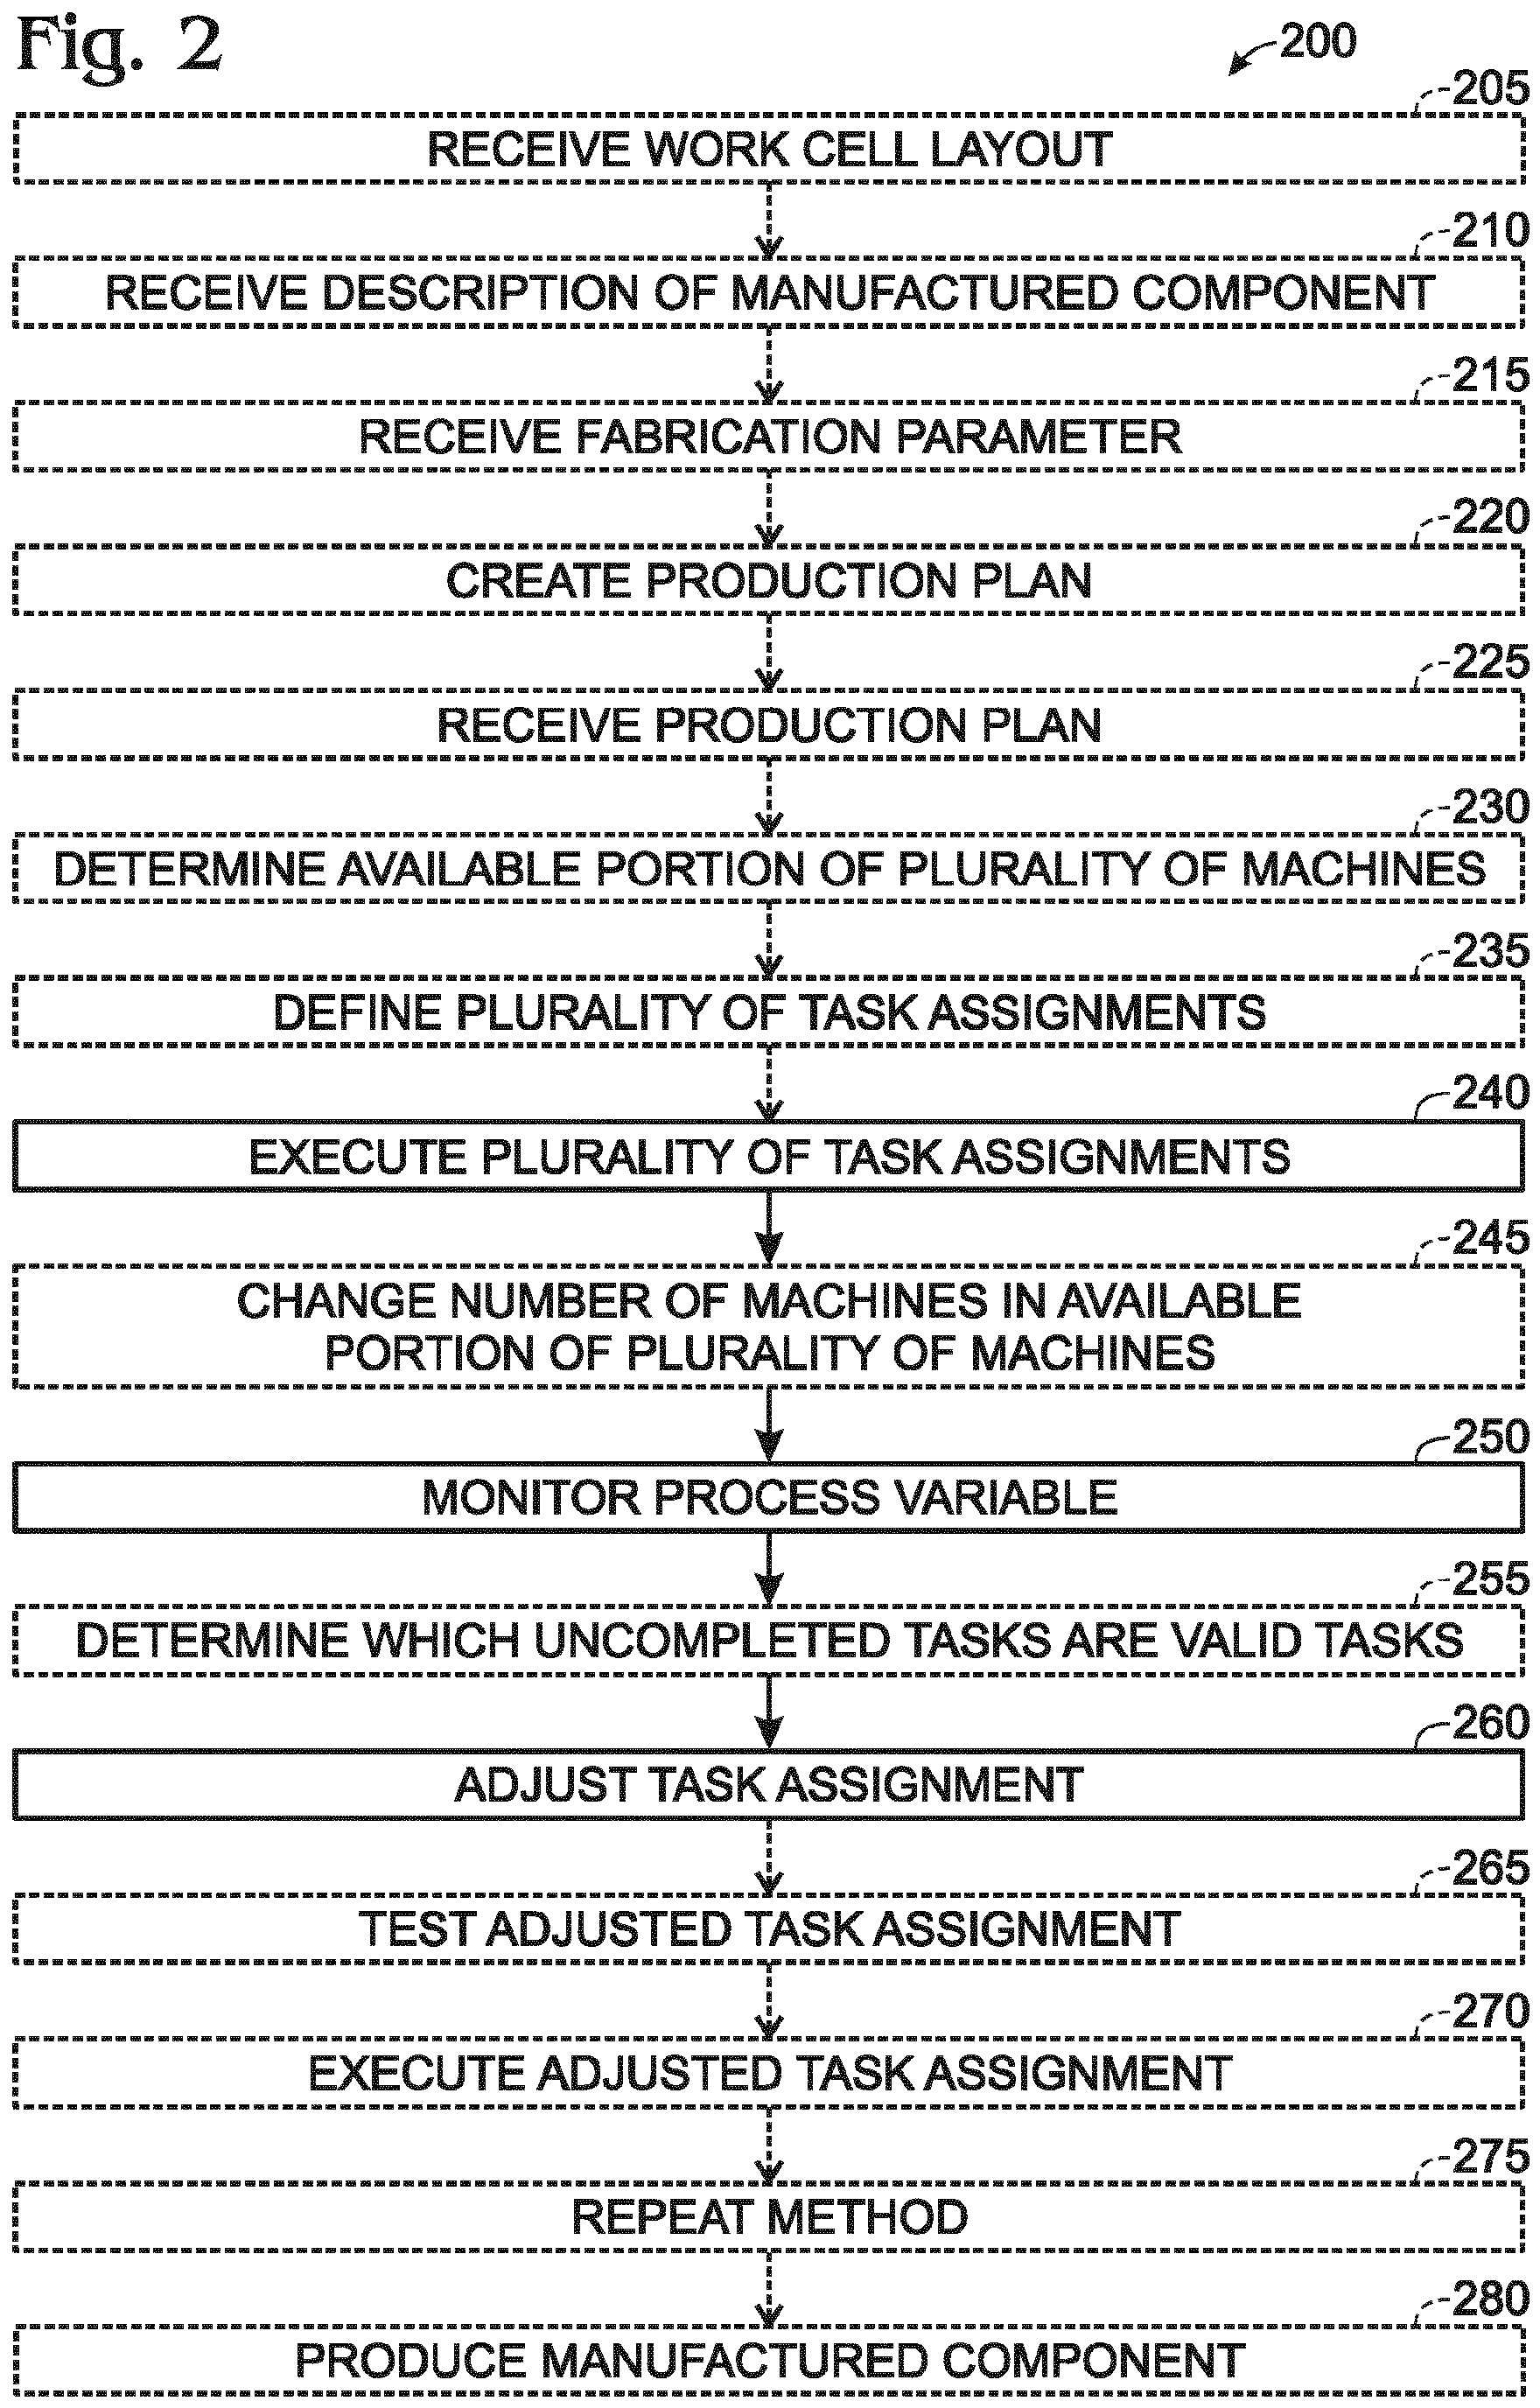 Fig. 2
200
205
RECEIVE WORK CELL LAYOUT
210
RECEIVE DESCRIPTION OF MANUFACTURED COMPONENT
215
RECEIVE FABRICATION PARAMETER
220
CREATE PRODUCTION PLAN
225
RECEIVE PRODUCTION PLAN
230
DETERMINE AVAILABLE PORTION OF PLURALITY OF MACHINES
235
DEFINE PLURALITY OF TASK ASSIGNMENTS
240
EXECUTE PLURALITY OF TASK ASSIGNMENTS
245
CHANGE NUMBER OF MACHINES IN AVAILABLE
PORTION OF PLURALITY OF MACHINES
250
MONITOR PROCESS VARIABLE
255
DETERMINE WHICH UNCOMPLETED TASKS ARE VALID TASKS
260
ADJUST TASK ASSIGNMENT
265
TEST ADJUSTED TASK ASSIGNMENT
270
EXECUTE ADJUSTED TASK ASSIGNMENT
275
REPEAT METHOD
280
PRODUCE MANUFACTURED COMPONENT